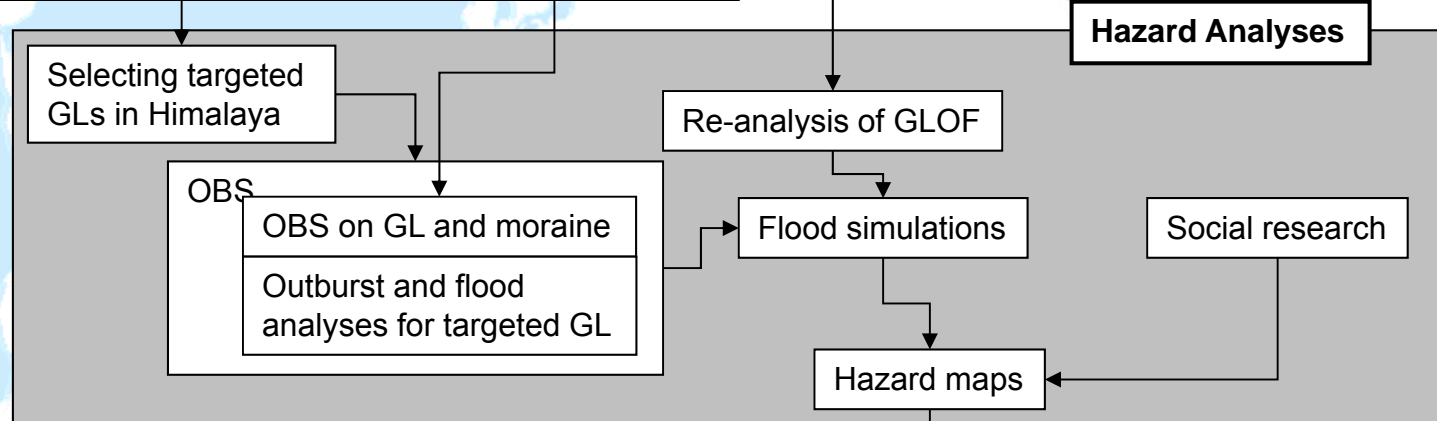 Hazard Analyses
Selecting targeted
GLs in Himalaya
Re-analysis of GLOF
OBS
OBS on GL and moraine
Outburst and flood
analyses for targeted GL
Flood simulations
Social research
Hazard maps